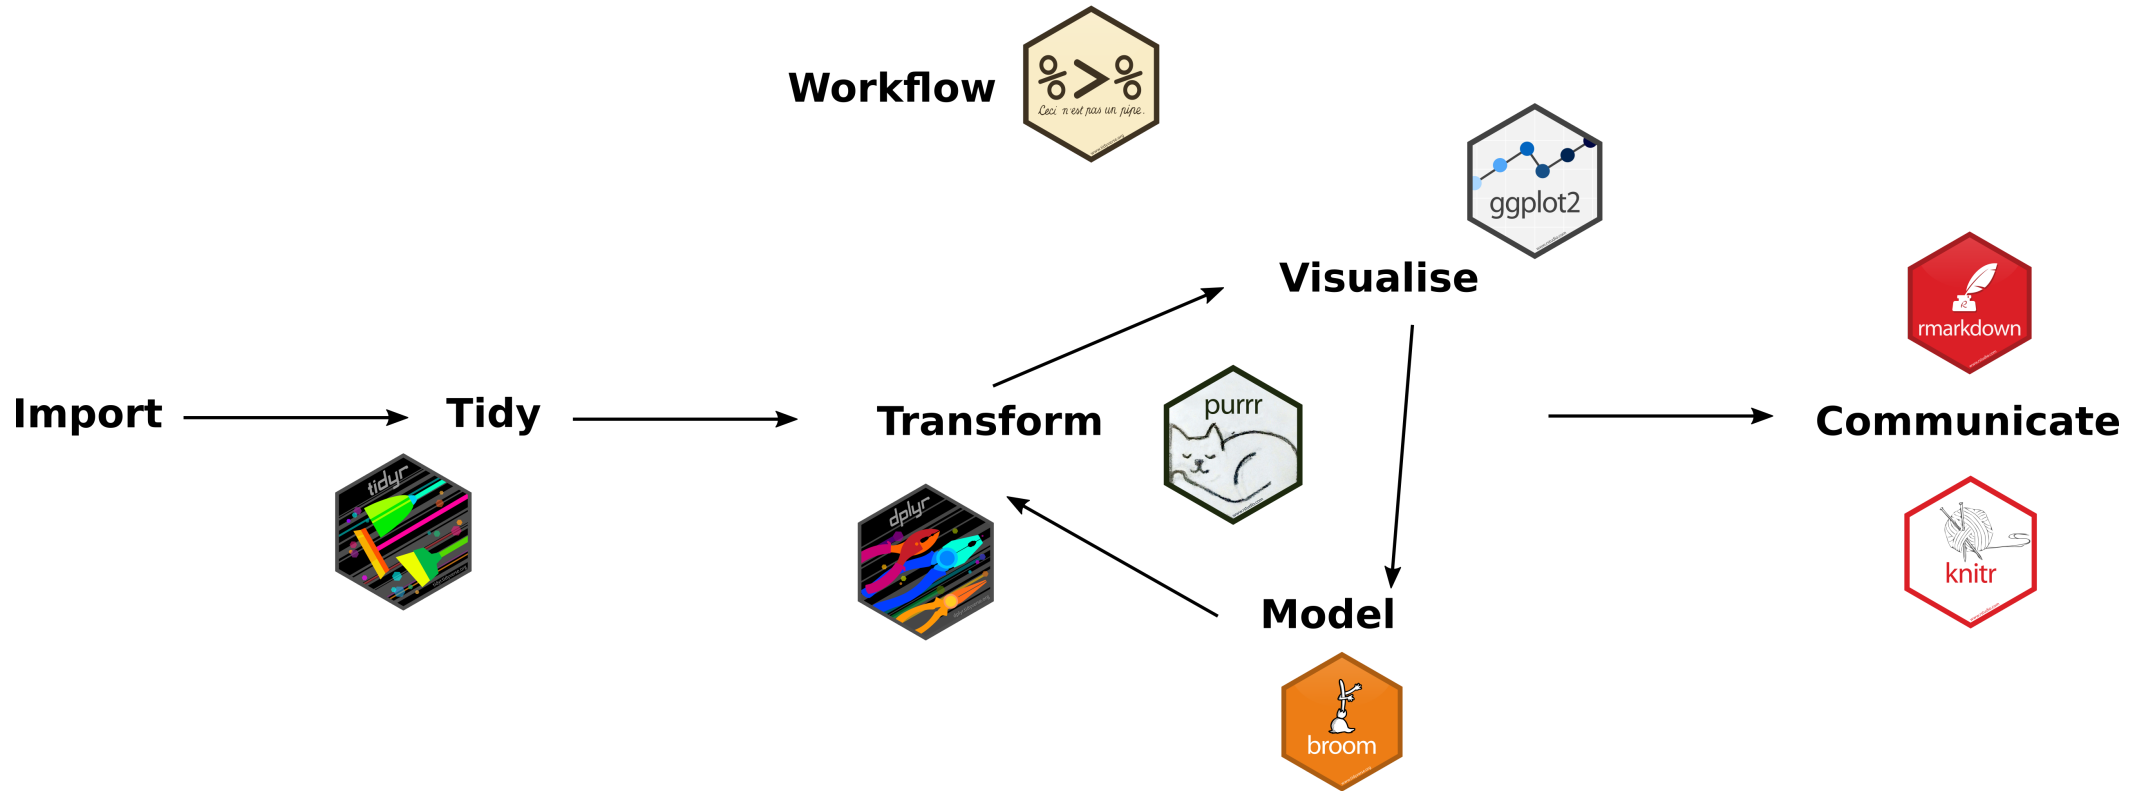 Workflow
%>%
Ceci n'est pas un pipe.
ggplot2
Visualise
rmarkdown
Import
Tidy
Transform
purrr
Communicate
tidyr
dplyr
knitr
Model
broom